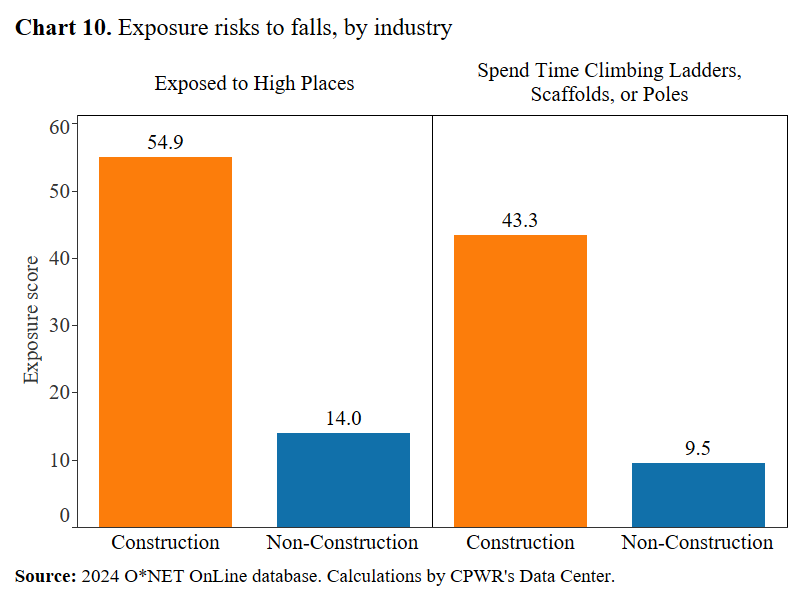 Chart 10. Exposure risks to falls, by industry
Exposed to High Places
Spend Time Climbing Ladders,
Scaffolds, or Poles
Exposure score
60
50
40
30
20
10
0
54.9
14.0
43.3
9.5
Construction
Non-Construction
Construction
Non-Construction
Source: 2024 O*NET OnLine database. Calculations by CPWR's Data Center.